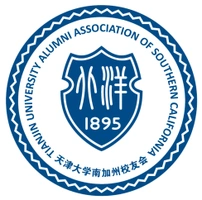 TIANJIN UNIVERSITY ALUMNI ASSOCIATION OF SOUTHERN CALIFORNIA
北洋
1895
天津大学南加州校友会